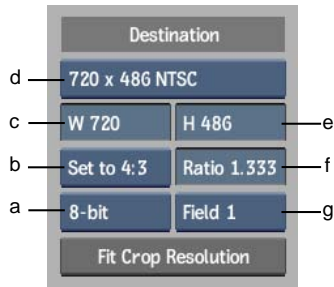 Destination
d 720 x 486 NTSC
c W 720 H 486 e
b Set to 4:3 Ratio 1.333 f
a 8-bit Field 1 g
Fit Crop Resolution